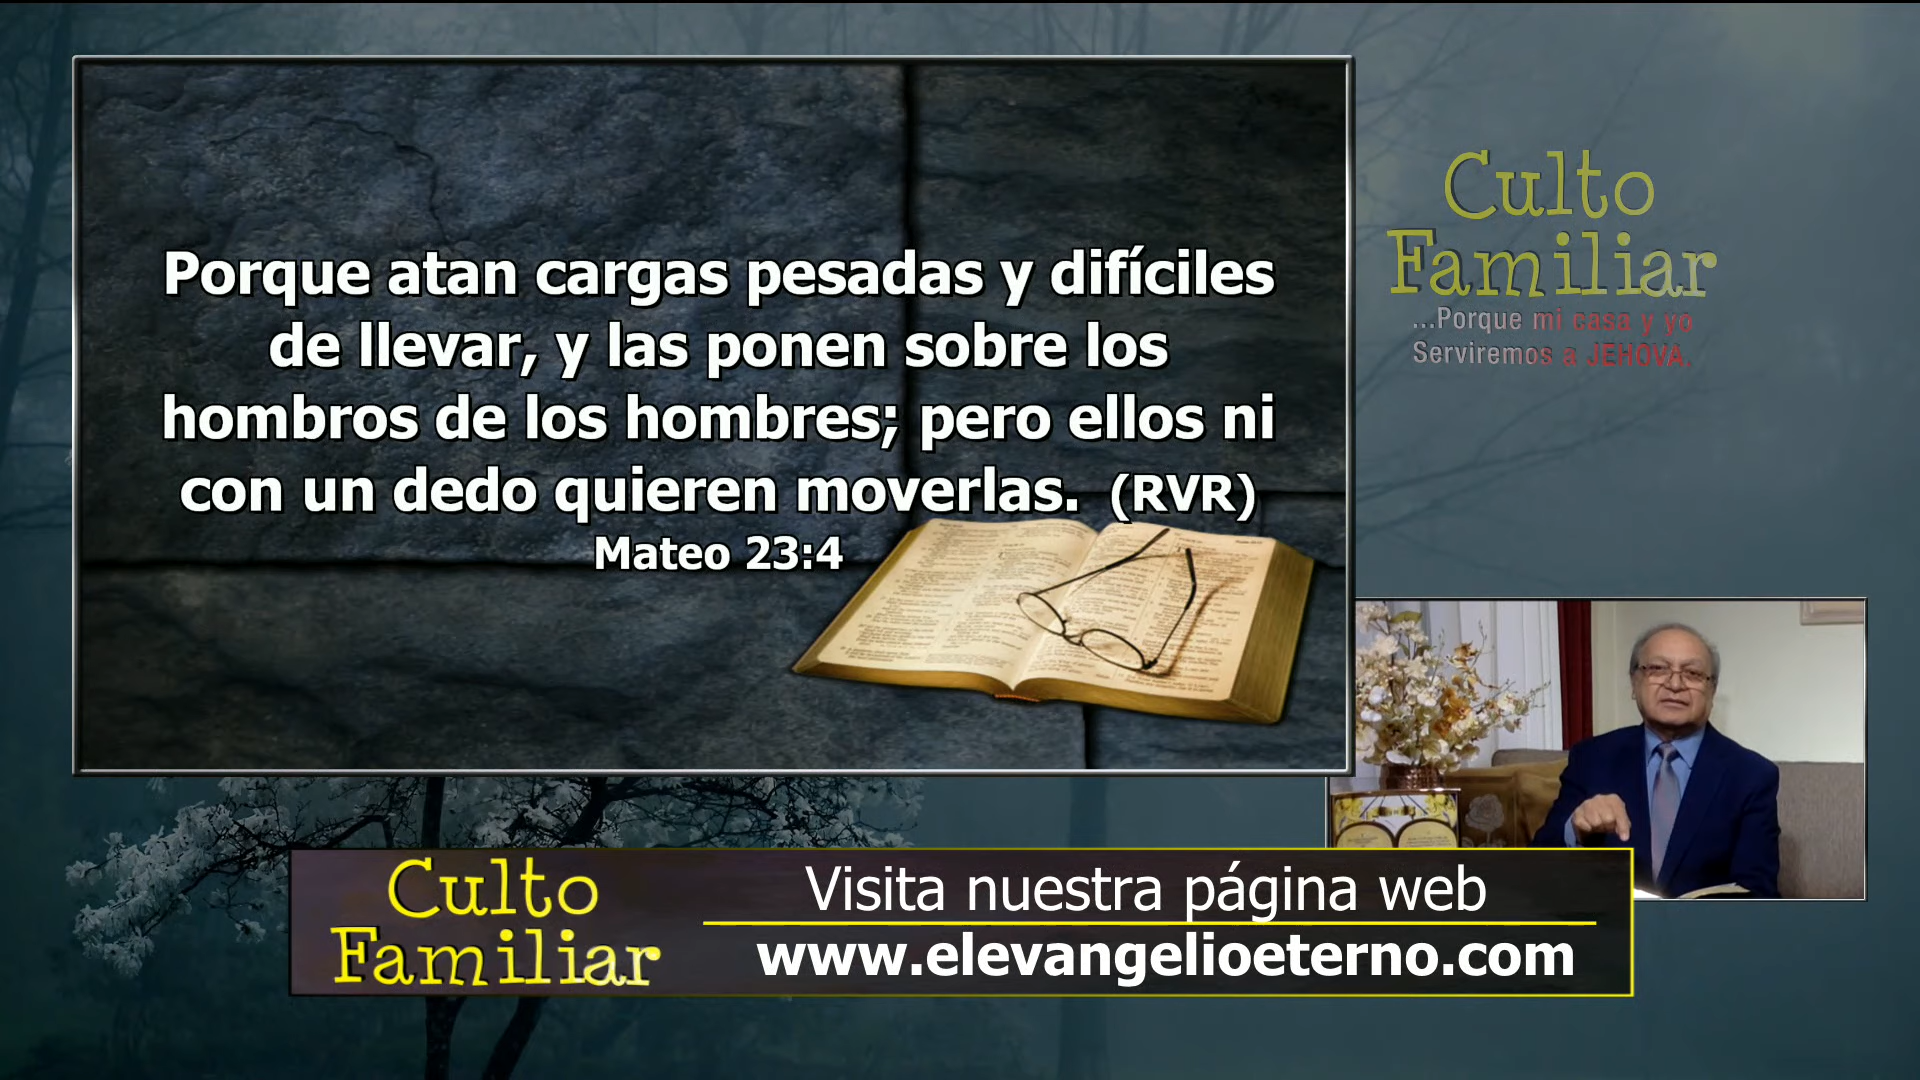 Porque atan cargas pesadas y difíciles
de llevar, y las ponen sobre los
hombros de los hombres; pero ellos ni
con un dedo quieren moverlas. (RVR)
Mateo 23:4
Culto
Familiar
...Porque mi casa y yo
Serviremos a JEHOVA.
Culto
Familiar
Visita nuestra página web
www.elevangelioeterno.com